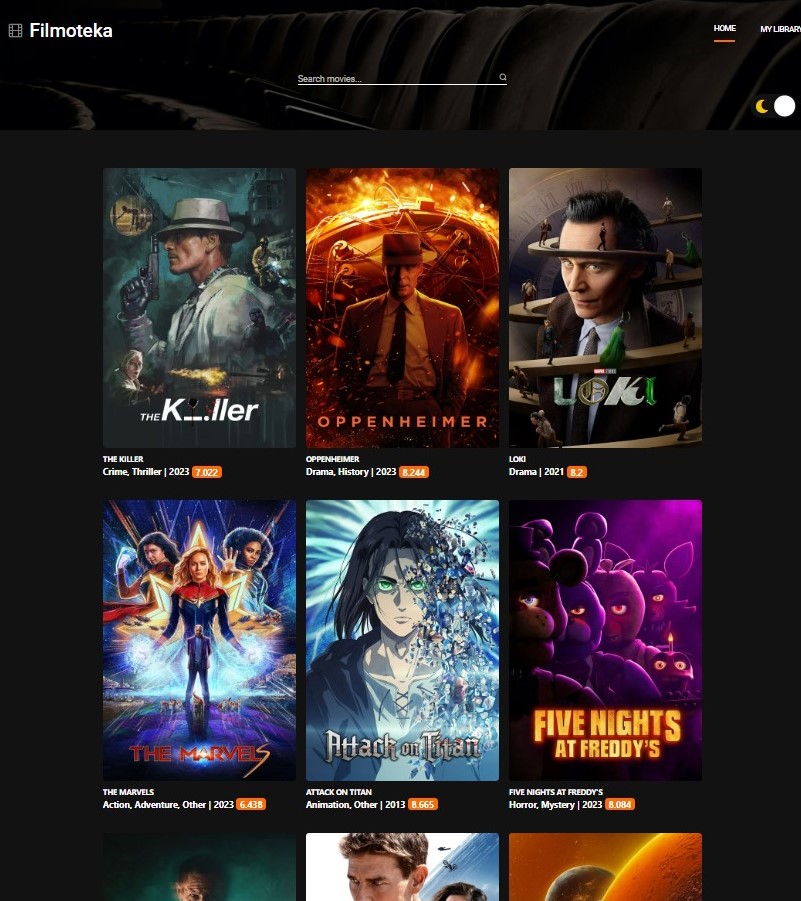 Filmoteka
HOME
MY LIBRARY
Search movies...
THE K...ller
OPPENHEIMER
MARVEL STUDIOS
LOKI
THE KILLER
Crime, Thriller | 2023 7.022
OPPENHEIMER
Drama, History | 2023 8.244
LOKI
Drama | 2021 8.2
THE MARVELS
Attack on Titan
FIVE NIGHTS
AT FREDDY'S
THE MARVELS
Action, Adventure, Other | 2023 6.438
ATTACK ON TITAN
Animation, Other | 2013 8.665
FIVE NIGHTS AT FREDDY'S
Horror, Mystery | 2023 8.084